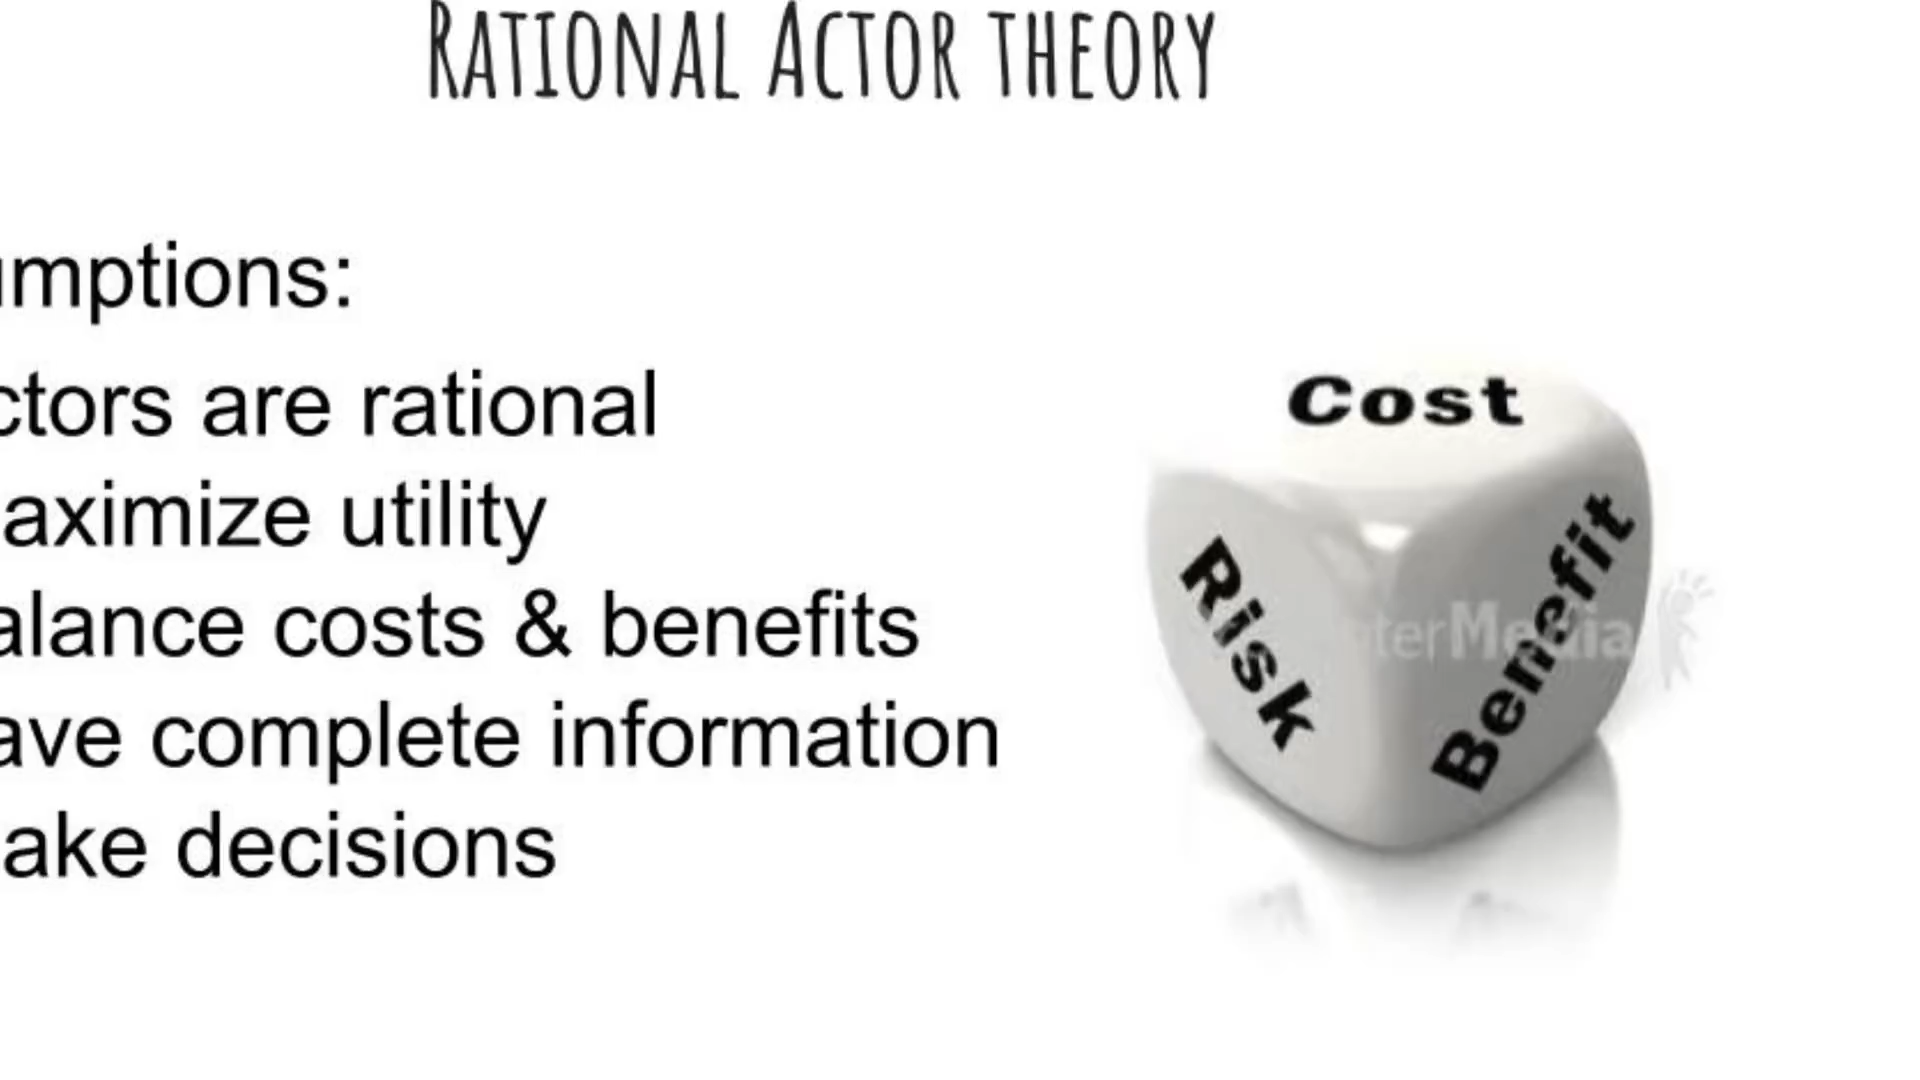 RATIONAL ACTOR THEORY
umptions:
ctors are rational
aximize utility
alance costs & benefits
ave complete information
ake decisions
Cost
Risk
Benefit
terMedia